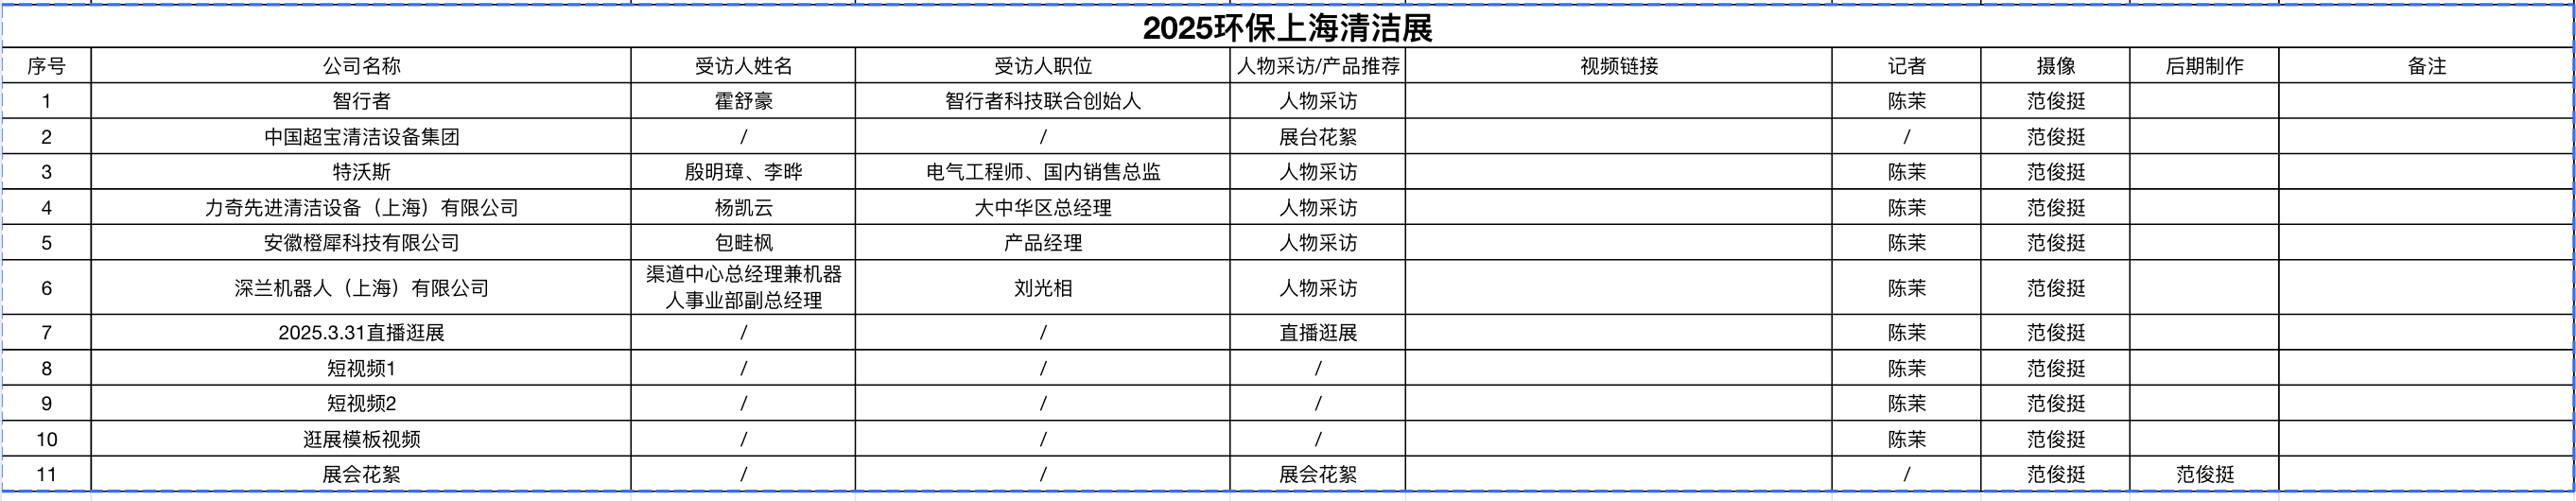 2025环保上海清洁展
序号 公司名称 受访人姓名 受访人职位 人物采访/产品推荐 视频链接 记者 摄像 后期制作 备注
1 智行者 霍舒豪 智行者科技联合创始人 人物采访 陈茉 范俊挺
2 中国超宝清洁设备集团 / / 展台花絮 / 范俊挺
3 特沃斯 殷明璋、李晔 电气工程师、国内销售总监 人物采访 陈茉 范俊挺
4 力奇先进清洁设备（上海）有限公司 杨凯云 大中华区总经理 人物采访 陈茉 范俊挺
5 安徽橙犀科技有限公司 包畦枫 产品经理 人物采访 陈茉 范俊挺
6 深兰机器人（上海）有限公司 渠道中心总经理兼机器
人事业部副总经理 刘光相 人物采访 陈茉 范俊挺
7 2025.3.31直播逛展 / / 直播逛展 陈茉 范俊挺
8 短视频1 / / / 陈茉 范俊挺
9 短视频2 / / / 陈茉 范俊挺
10 逛展模板视频 / / / 陈茉 范俊挺
11 展会花絮 / / 展会花絮 / 范俊挺 范俊挺